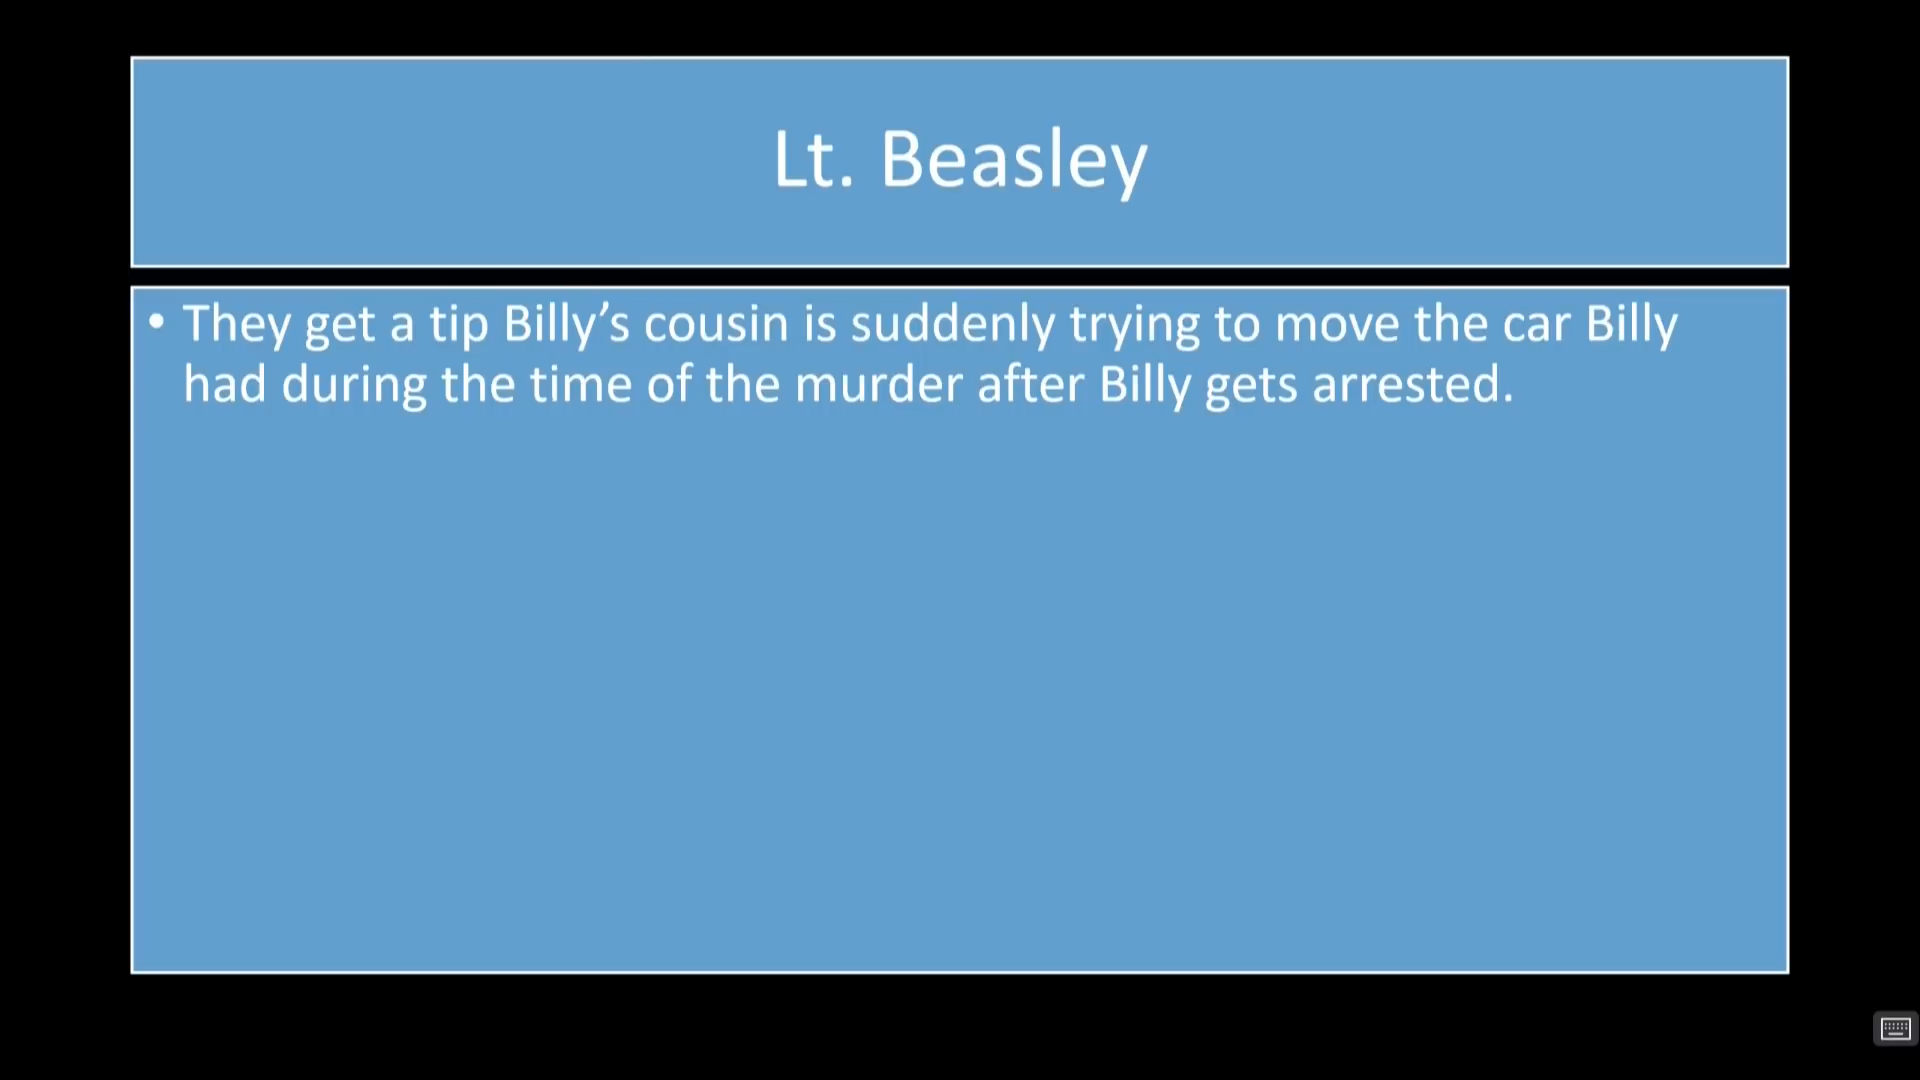 Lt. Beasley
• They get a tip Billy’s cousin is suddenly trying to move the car Billy
had during the time of the murder after Billy gets arrested.